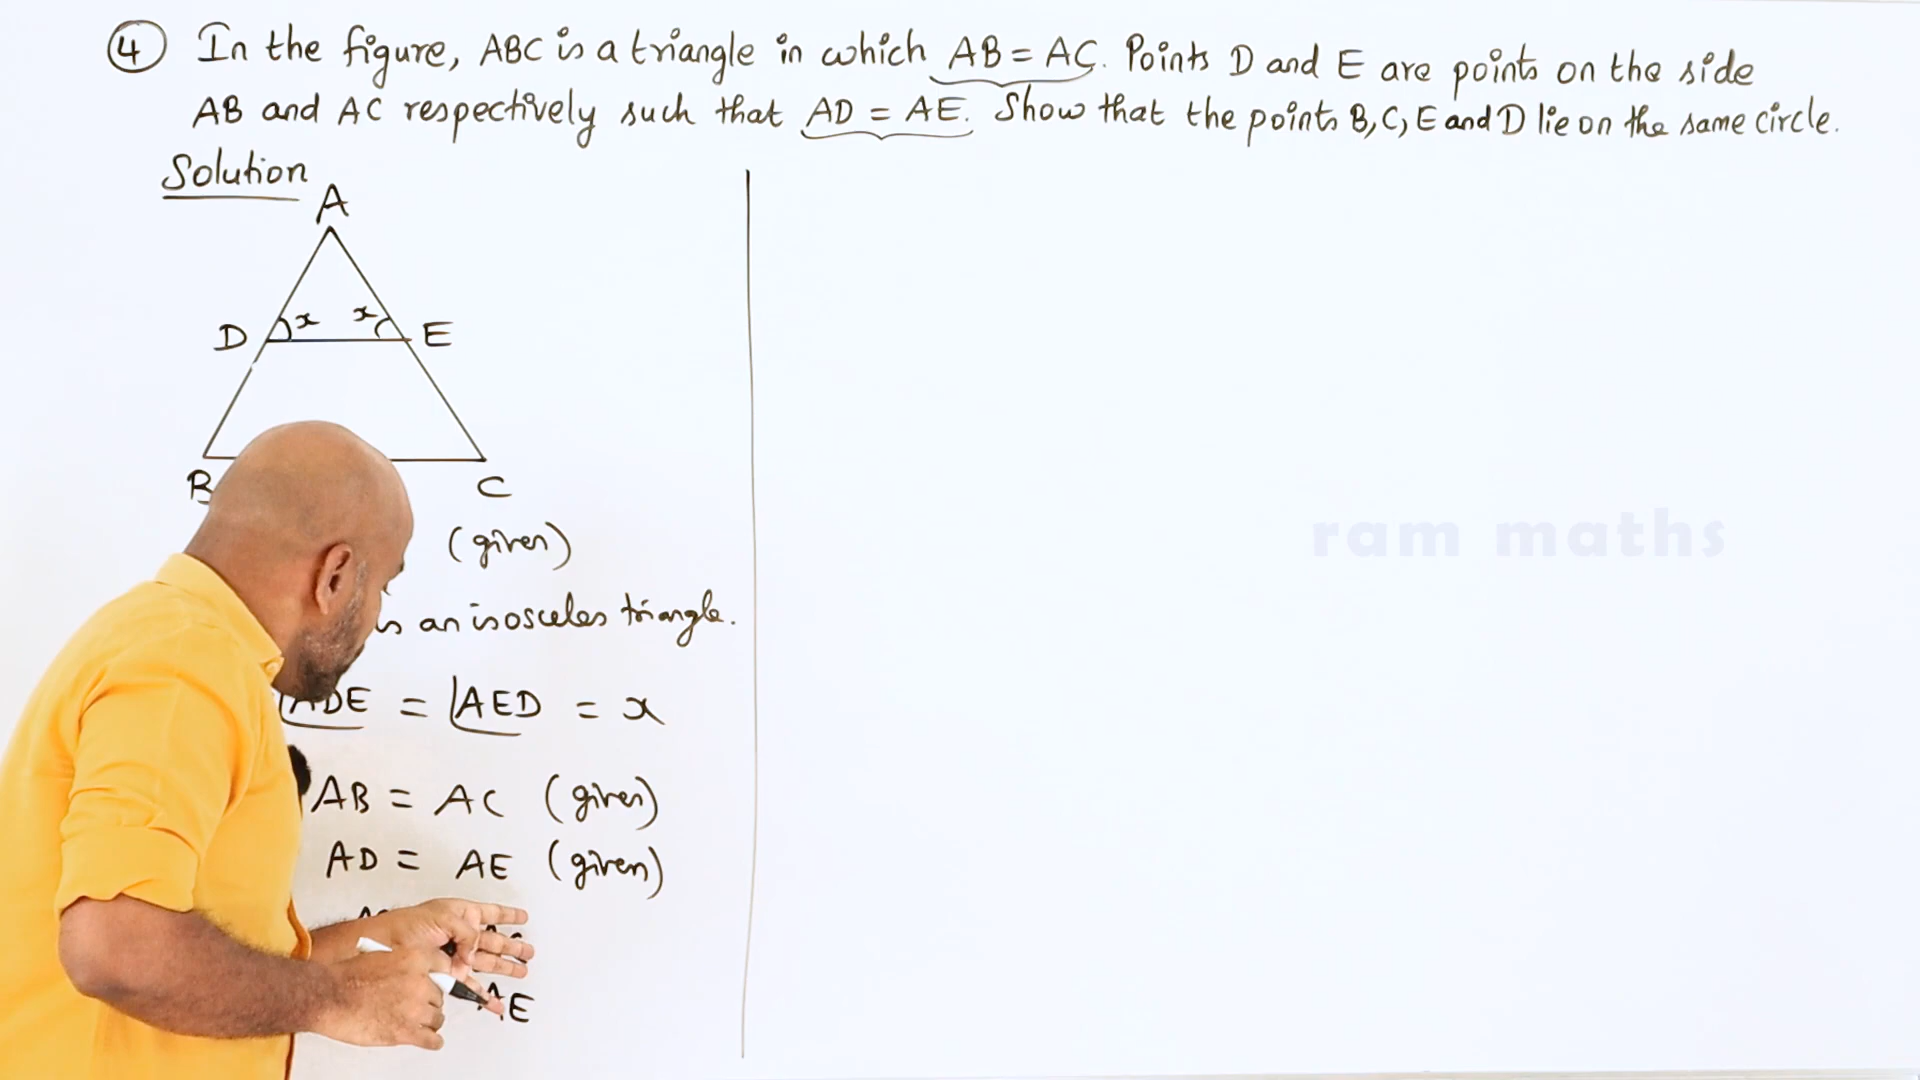 4 In the figure, ABC is a triangle in which AB = AC. Points D and E are points on the side
AB and AC respectively such that AD = AE. Show that the points B, C, E and D lie on the same circle.
Solution
A
x x
D E
B C
(given)
is an isosceles triangle.
∠ADE = ∠AED = x
AB = AC (given)
AD = AE (given)
AE
ram maths